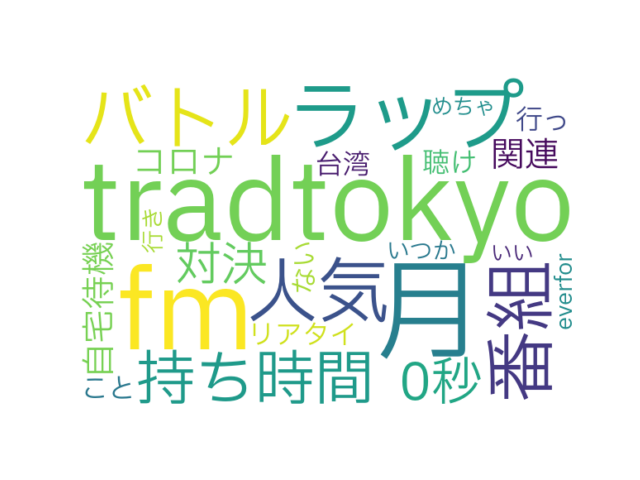 バトル
ラップ
めちゃ
行っ
コロナ
台湾
聴け
関連
tradtokyo
行き
対決
ない
いつか
いい
自宅待機
fm
人気
月
番組
everfor
リアタイ
こと
持ち時間
0秒